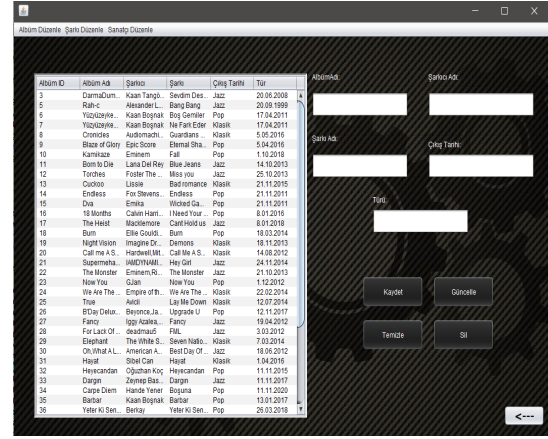 Albüm Düzenle Şarkı Düzenle Sanatçı Düzenle
Albüm ID Albüm Adı Şarkıcı Şarkı Çıkış Tarihi Tür
3 DarmaDum... Kaan Tangö... Sevdim Des... Jazz 20.06.2008
5 Rah-c Alexander L... Bang Bang Jazz 20.09.1999
6 Yüzyüzeyke... Kaan Boşnak Boş Gemiler Pop 17.04.2011
7 Yüzyüzeyke... Kaan Boşnak Ne Fark Eder Klasik 17.04.2011
8 Cronicles Audiomachi... Guardians ... Klasik 5.05.2016
9 Blaze of Glory Epic Score Eternal Sha... Pop 5.04.2016
10 Kamikaze Eminem Fall Pop 1.10.2018
11 Born to Die Lana Del Rey Blue Jeans Jazz 14.10.2013
12 Torches Foster The ... Miss you Jazz 25.10.2013
13 Cuckoo Lissie Bad romance Klasik 21.11.2015
14 Endless Fox Stevens... Endless Pop 21.11.2011
15 Dva Emika Wicked Ga... Pop 21.11.2011
16 18 Months Calvin Harri... I Need Your ... Pop 8.01.2016
17 The Heist Macklemore Cant Hold us Jazz 8.01.2018
18 Burn Ellie Gouldi... Burn Pop 18.03.2014
19 Night Vision Imagine Dr... Demons Klasik 18.11.2013
20 Call me A S... Hardwell,Mit... Call Me A S... Klasik 14.08.2012
21 Supermeha... IAMDYNAMI... Hey Girl Jazz 24.11.2014
22 The Monster Eminem,Ri... The Monster Jazz 21.10.2013
23 Now You GJan Now You Pop 1.12.2012
24 We Are The ... Empire of th... We Are The ... Klasik 22.02.2014
25 True Avicii Lay Me Down Klasik 12.07.2014
26 B'Day Delux... Beyonce,Ja... Upgrade U Pop 12.11.2017
27 Fancy Iggy Azalea,... Fancy Jazz 19.04.2012
28 For Lack Of ... deadmau5 FML Jazz 3.03.2012
29 Elephant The White S... Seven Natio... Klasik 7.03.2014
30 Oh,What A L... American A... Best Day Of ... Jazz 18.06.2012
31 Hayat Sibel Can Hayat Klasik 1.04.2016
32 Heyecandan Oğuzhan Koç Heyecandan Pop 11.11.2015
33 Dargın Zeynep Bas... Dargın Jazz 11.11.2017
34 Carpe Diem Hande Yener Boşuna Pop 11.11.2020
35 Barbar Kaan Boşnak Barbar Pop 13.01.2017
36 Yeter Ki Sen... Berkay Yeter Ki Sen... Pop 26.03.2018
AlbümAdı: Şarkıcı Adı:
Şarkı Adı: Çıkış Tarihi:
Türü:
Kaydet Güncelle
Temizle Sil
<---